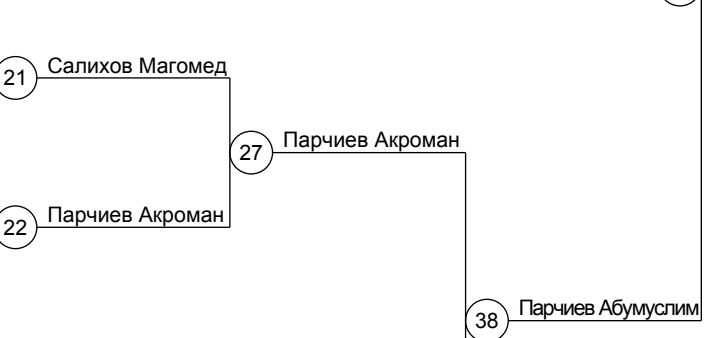 21 Салихов Магомед
27 Парчиев Акроман
22 Парчиев Акроман
38 Парчиев Абумуслим